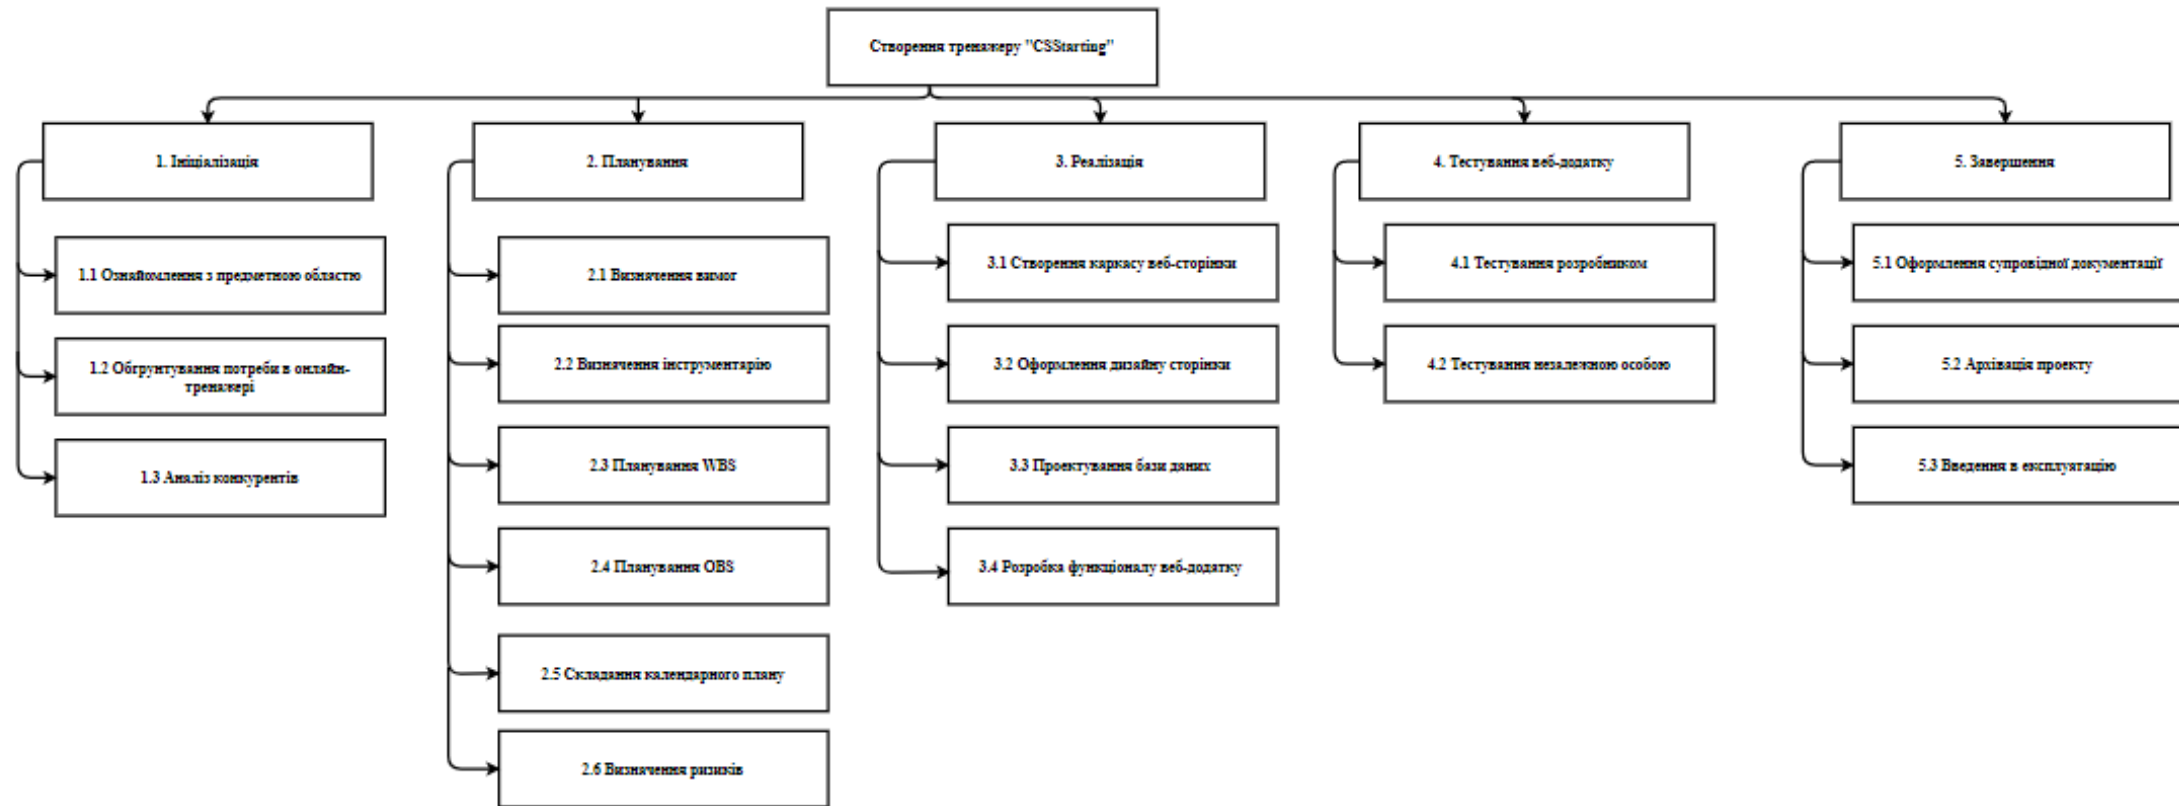 Створення тренажеру "CSStarting"
1. Ініціалізація
1.1 Ознайомлення з предметною областю
1.2 Обгрунтування потреби в онлайн-
тренажері
1.3 Аналіз конкурентів
2. Планування
2.1 Визначення вимог
2.2 Визначення інструментарію
2.3 Планування WBS
2.4 Планування OBS
2.5 Складання календарного плану
2.6 Визначення ризиків
3. Реалізація
3.1 Створення каркасу веб-сторінки
3.2 Оформлення дизайну сторінки
3.3 Проектування бази даних
3.4 Розробка функціоналу веб-додатку
4. Тестування веб-додатку
4.1 Тестування розробником
4.2 Тестування незалежною особою
5. Завершення
5.1 Оформлення супровідної документації
5.2 Архівація проекту
5.3 Введення в експлуатацію